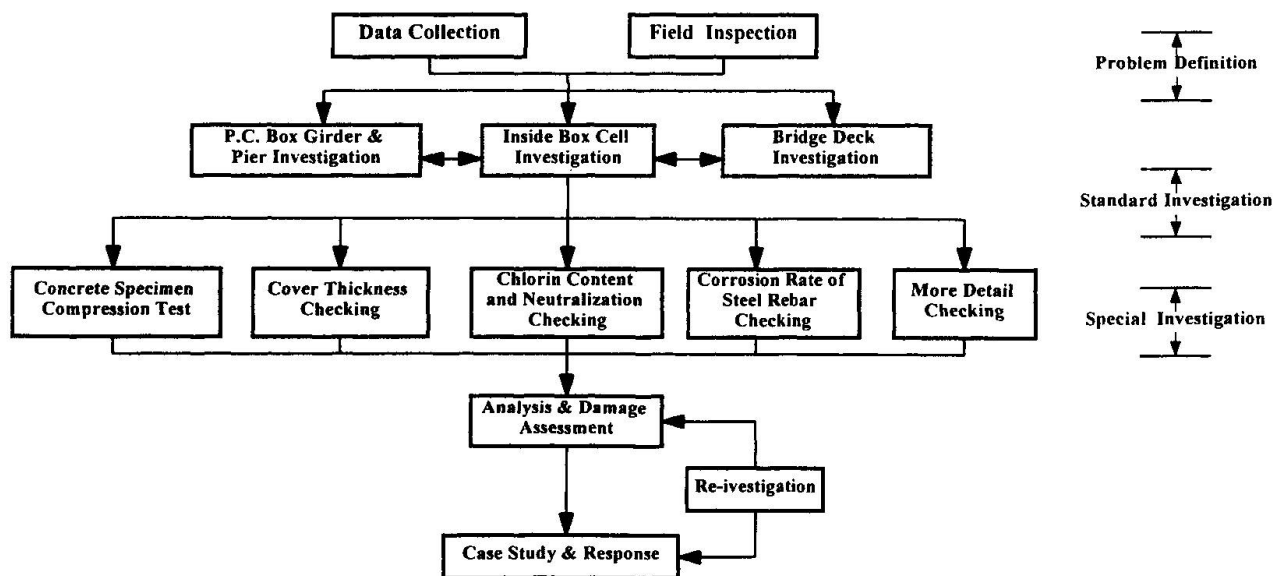 Data Collection
Field Inspection
Problem Definition
P.C. Box Girder &
Pier Investigation
Inside Box Cell
Investigation
Bridge Deck
Investigation
Standard Investigation
Concrete Specimen
Compression Test
Cover Thickness
Checking
Chlorin Content
and Neutralization
Checking
Corrosion Rate of
Steel Rebar
Checking
More Detail
Checking
Special Investigation
Analysis & Damage
Assessment
Re-ivestigation
Case Study & Response